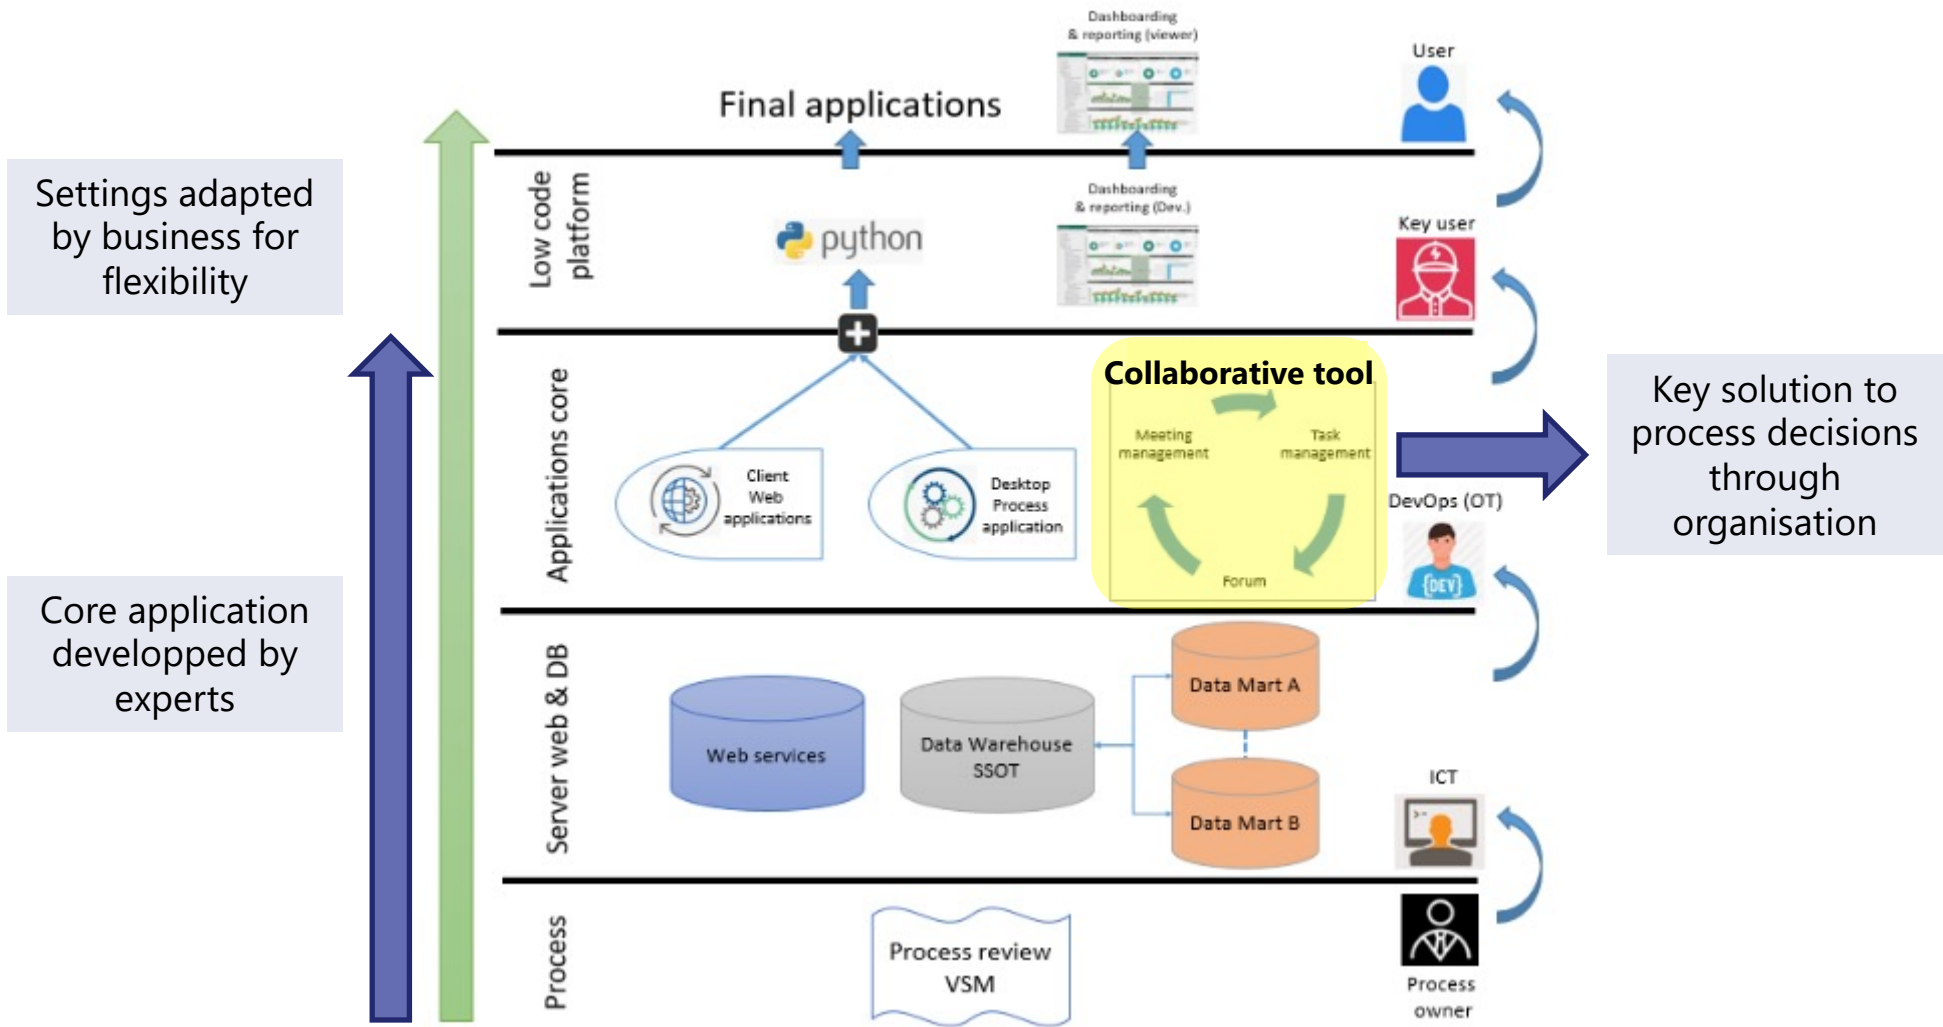 Dashboarding
& reporting (viewer)
User
Final applications
Settings adapted
by business for
flexibility
Low code
platform
python
Dashboarding
& reporting (Dev.)
Key user
Applications core
Client
Web
applications
Desktop
Process
application
Collaborative tool
Meeting
management
Task
management
Forum
DevOps (OT)
{DEV}
Key solution to
process decisions
through
organisation
Core application
developped by
experts
Server web & DB
Web services
Data Warehouse
SSOT
Data Mart A
Data Mart B
ICT
Process
Process review
VSM
Process
owner